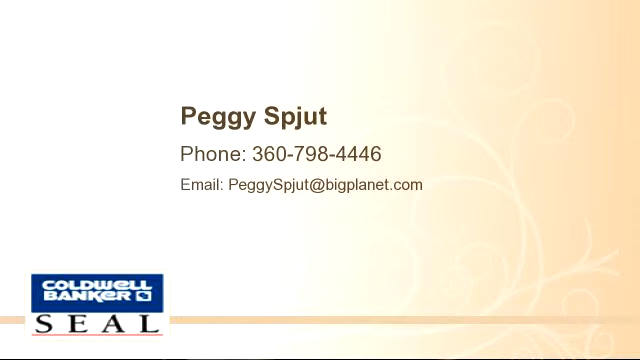 Peggy Spjut
Phone: 360-798-4446
Email: PeggySpjut@bigplanet.com
COLDWELL
BANKER
SEAL